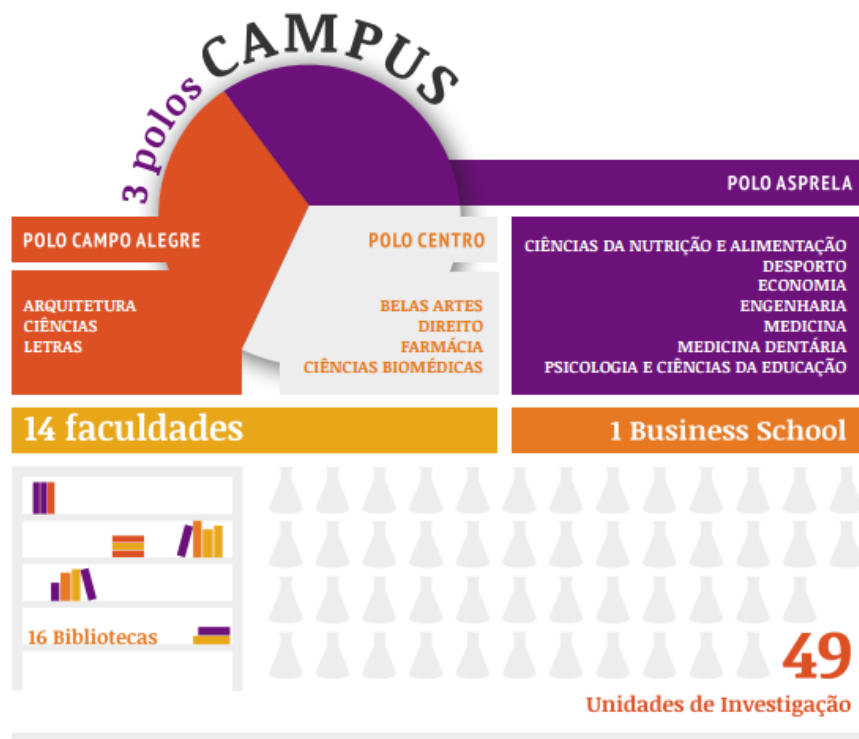 3 polos CAMPUS
POLO ASPRELA
POLO CAMPO ALEGRE
POLO CENTRO
ARQUITETURA
CIÊNCIAS
LETRAS
BELAS ARTES
DIREITO
FARMÁCIA
CIÊNCIAS BIOMÉDICAS
CIÊNCIAS DA NUTRIÇÃO E ALIMENTAÇÃO
DESPORTO
ECONOMIA
ENGENHARIA
MEDICINA
MEDICINA DENTÁRIA
PSICOLOGIA E CIÊNCIAS DA EDUCAÇÃO
14 faculdades
1 Business School
16 Bibliotecas
49
Unidades de Investigação